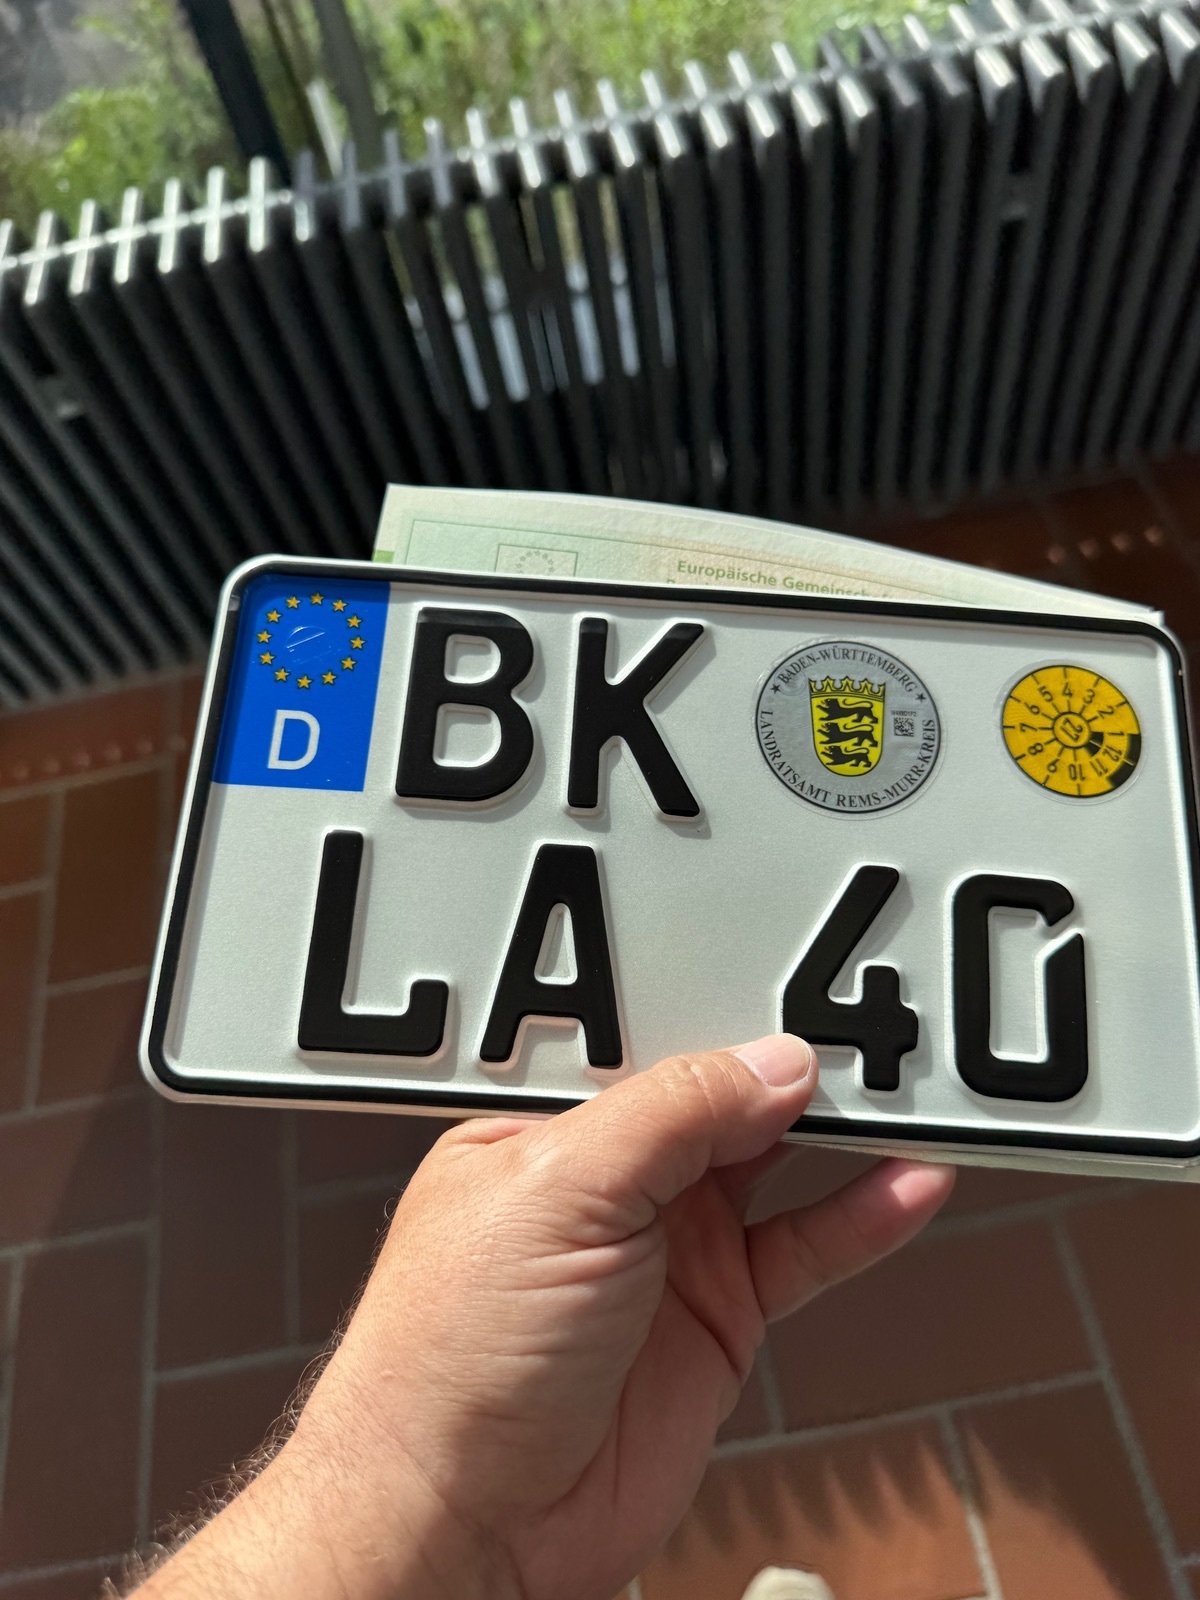 Europäische Gemeinschaft
D
BK
BADEN-WÜRTTEMBERG
LANDRATSAMT REMS-MURR-KREIS
1 2 3 4 5 6 7 8 9 10 11 12
LA 40